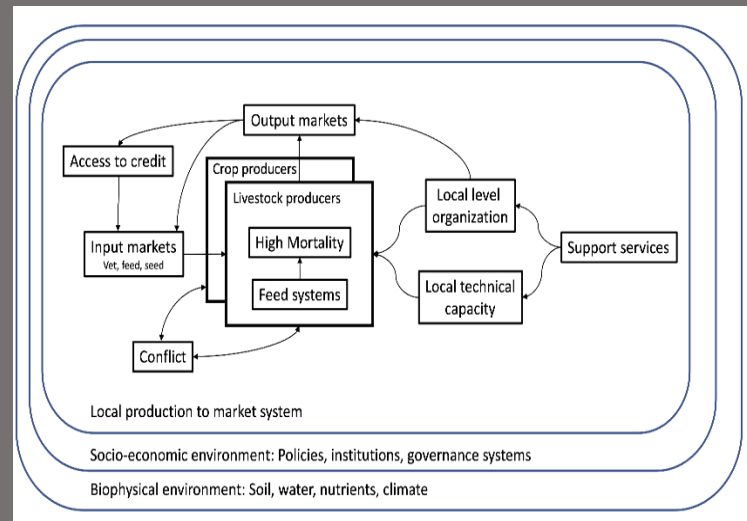 Output markets
Access to credit
Crop producers
Livestock producers
Local level
organization
Input markets
Vet, feed, seed
High Mortality
Support services
Feed systems
Local technical
capacity
Conflict
Local production to market system
Socio-economic environment: Policies, institutions, governance systems
Biophysical environment: Soil, water, nutrients, climate